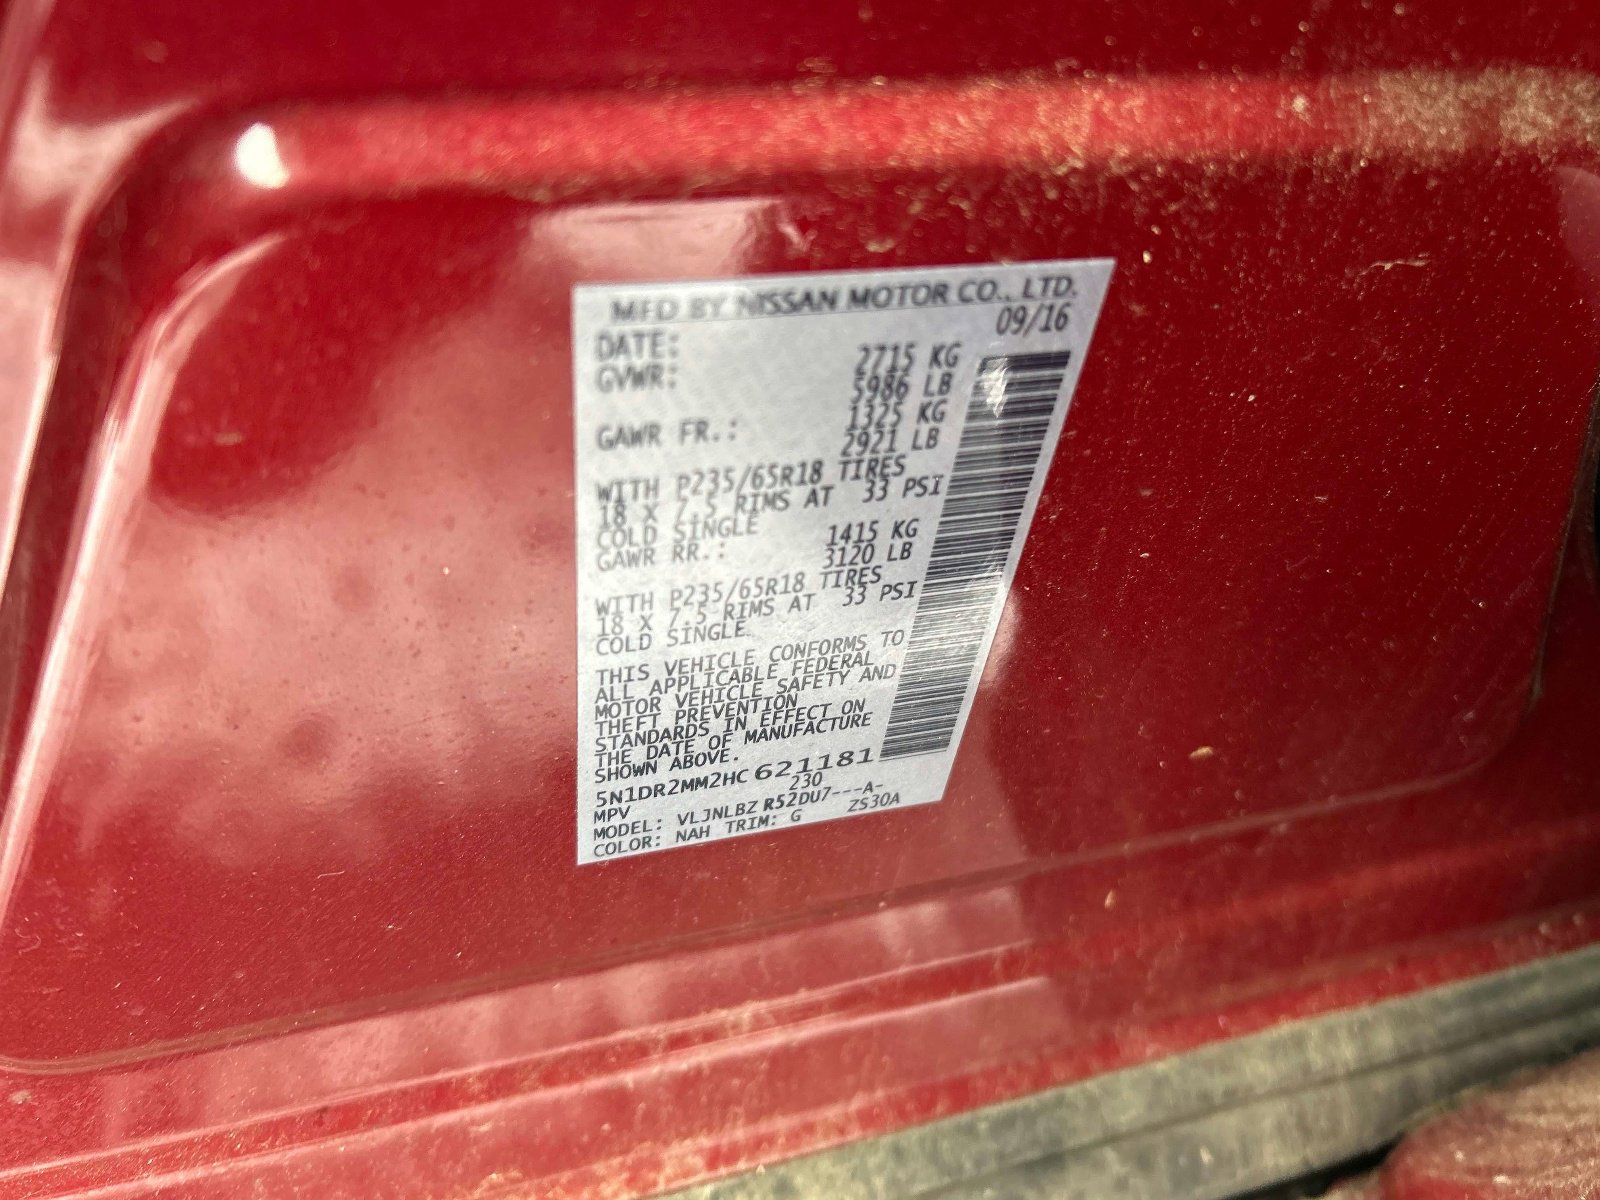 MFD BY NISSAN MOTOR CO., LTD.
DATE: 09/16
GVWR: 2715 KG
5986 LB
GAWR FR.: 1325 KG
2921 LB
WITH P235/65R18 TIRES
18 X 7.5 RIMS AT 33 PSI
COLD SINGLE
GAWR RR.: 1415 KG
3120 LB
WITH P235/65R18 TIRES
18 X 7.5 RIMS AT 33 PSI
COLD SINGLE
THIS VEHICLE CONFORMS TO
ALL APPLICABLE FEDERAL
MOTOR VEHICLE SAFETY AND
THEFT PREVENTION
STANDARDS IN EFFECT ON
THE DATE OF MANUFACTURE
SHOWN ABOVE.
5N1DR2MM2HC621181
MPV 230
MODEL: VLJNLBZ R52DU7---A-
COLOR: NAH TRIM: G ZS30A